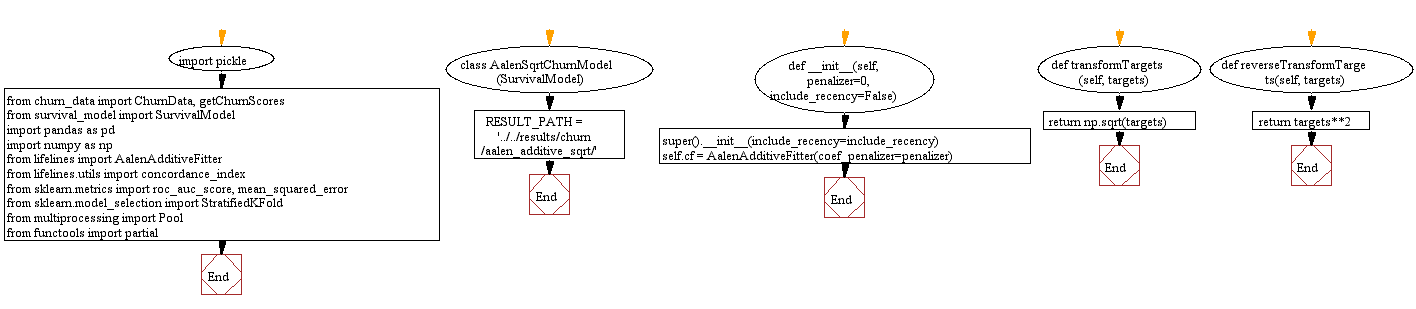 import pickle
from churn_data import ChurnData, getChurnScores
from survival_model import SurvivalModel
import pandas as pd
import numpy as np
from lifelines import AalenAdditiveFitter
from lifelines.utils import concordance_index
from sklearn.metrics import roc_auc_score, mean_squared_error
from sklearn.model_selection import StratifiedKFold
from multiprocessing import Pool
from functools import partial
End
class AalenSqrtChurnModel
(SurvivalModel)
RESULT_PATH =
'../../results/churn
/aalen_additive_sqrt/'
End
def __init__(self,
penalizer=0,
include_recency=False)
super().__init__(include_recency=include_recency)
self.cf = AalenAdditiveFitter(coef_penalizer=penalizer)
End
def transformTargets
(self, targets)
return np.sqrt(targets)
End
def reverseTransformTarge
ts(self, targets)
return targets**2
End